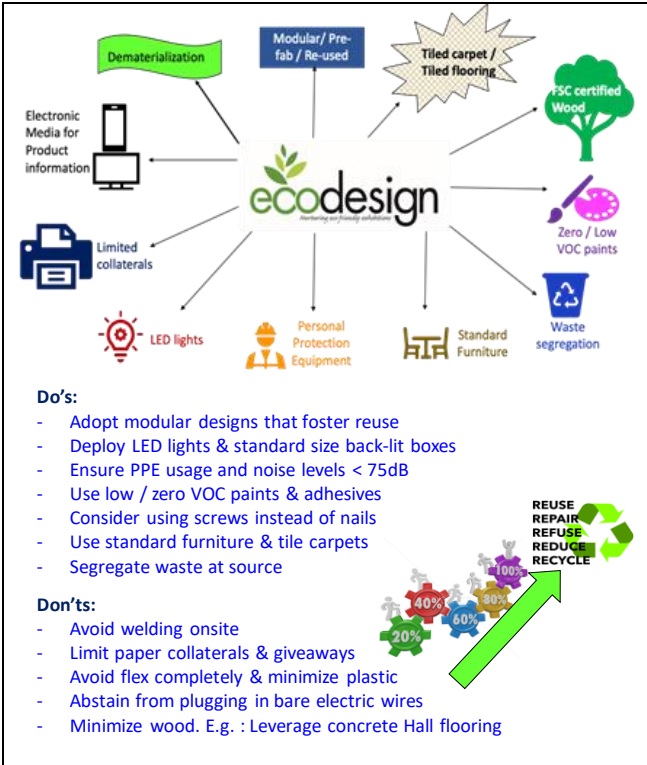 Dematerialization
Modular/ Pre-
fab / Re-used
Tiled carpet /
Tiled flooring
FSC certified
Wood
Electronic
Media for
Product
information
ecodesign
Nurturing eco friendly exhibitions
Zero / Low
VOC paints
Limited
collaterals
Waste
segregation
LED lights
Personal
Protection
Equipment
Standard
Furniture
Do's:
- Adopt modular designs that foster reuse
- Deploy LED lights & standard size back-lit boxes
- Ensure PPE usage and noise levels < 75dB
- Use low / zero VOC paints & adhesives
- Consider using screws instead of nails
- Use standard furniture & tile carpets
- Segregate waste at source
REUSE
REPAIR
REFUSE
REDUCE
RECYCLE
20%
40%
60%
80%
100%
Don'ts:
- Avoid welding onsite
- Limit paper collaterals & giveaways
- Avoid flex completely & minimize plastic
- Abstain from plugging in bare electric wires
- Minimize wood. E.g. : Leverage concrete Hall flooring